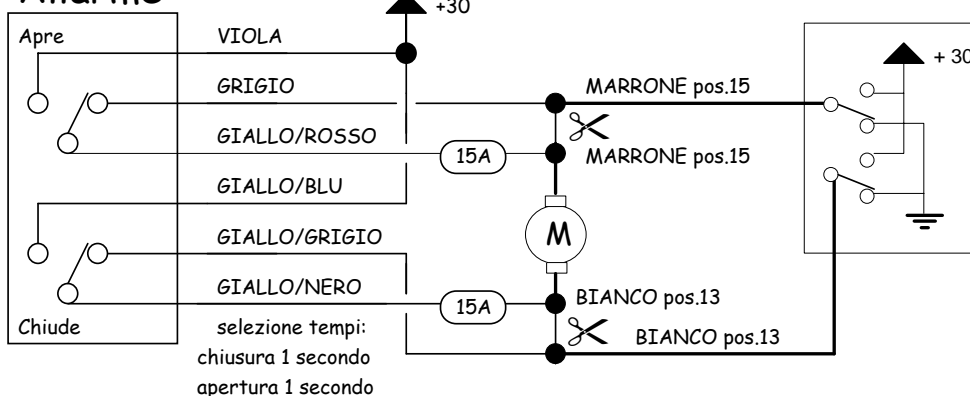 +30
Apre
VIOLA
+ 30
GRIGIO
MARRONE pos.15
GIALLO/ROSSO
15A
MARRONE pos.15
GIALLO/BLU
M
GIALLO/GRIGIO
GIALLO/NERO
15A
BIANCO pos.13
Chiude
selezione tempi:
BIANCO pos.13
chiusura 1 secondo
apertura 1 secondo